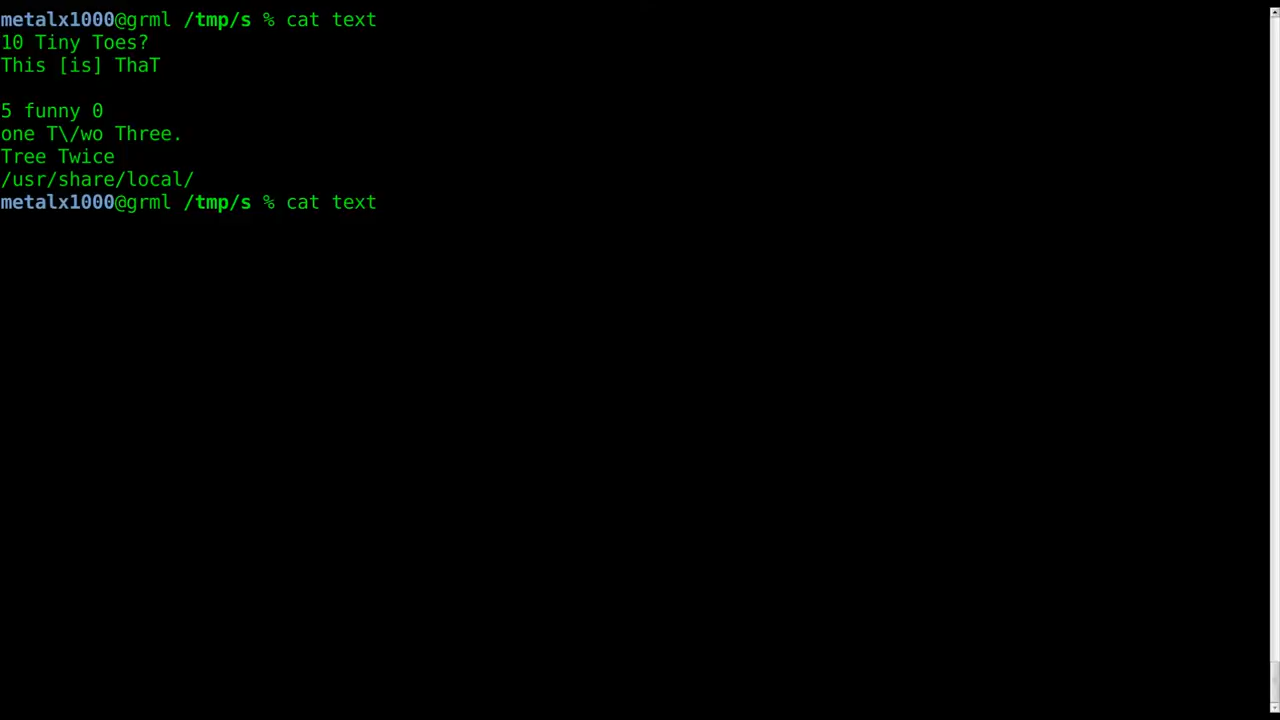 metalx1000@grml /tmp/s % cat text
10 Tiny Toes?
This [is] ThaT

5 funny 0
one T\/wo Three.
Tree Twice
/usr/share/local/
metalx1000@grml /tmp/s % cat text